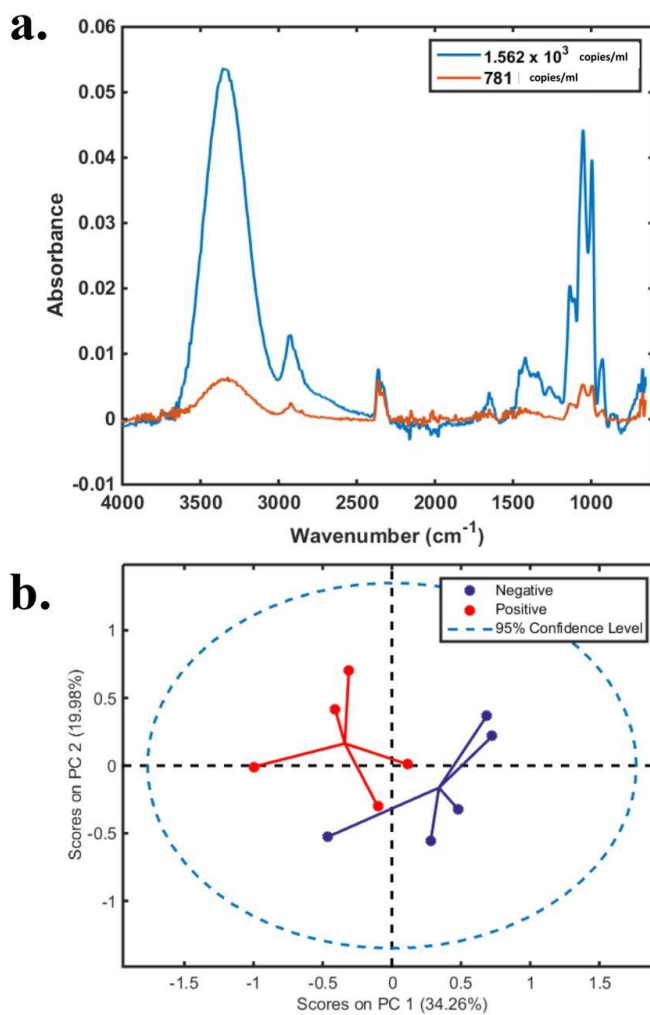 a.
0.06
0.05
0.04
0.03
0.02
0.01
0
-0.01
Absorbance
1.562 x 10³ copies/ml
781 copies/ml
4000 3500 3000 2500 2000 1500 1000
Wavenumber (cm⁻¹)
b.
Negative
Positive
95% Confidence Level
1
0.5
0
-0.5
-1
Scores on PC 2 (19.98%)
-1.5 -1 -0.5 0 0.5 1 1.5
Scores on PC 1 (34.26%)